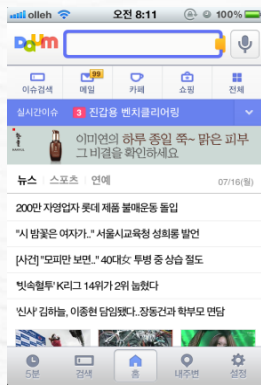 olleh 오전 8:11 100%
Daum
이슈검색 메일 99 카페 쇼핑 전체
실시간이슈 3 진갑용 벤치클리어링
이미연의 하루 종일 쭉~ 맑은 피부
그 비결을 확인하세요
뉴스 스포츠 연예 07/16(월)
200만 자영업자 롯데 제품 불매운동 돌입
"시 밤꽃은 여자가.." 서울시교육청 성희롱 발언
[사건] "모피만 보면.." 40대女 투병 중 상습 절도
'빗속혈투' K리그 14위가 2위 눌렀다
'신사' 김하늘, 이종현 담임됐다..장동건과 학부모 면담
5분 검색 홈 내주변 설정